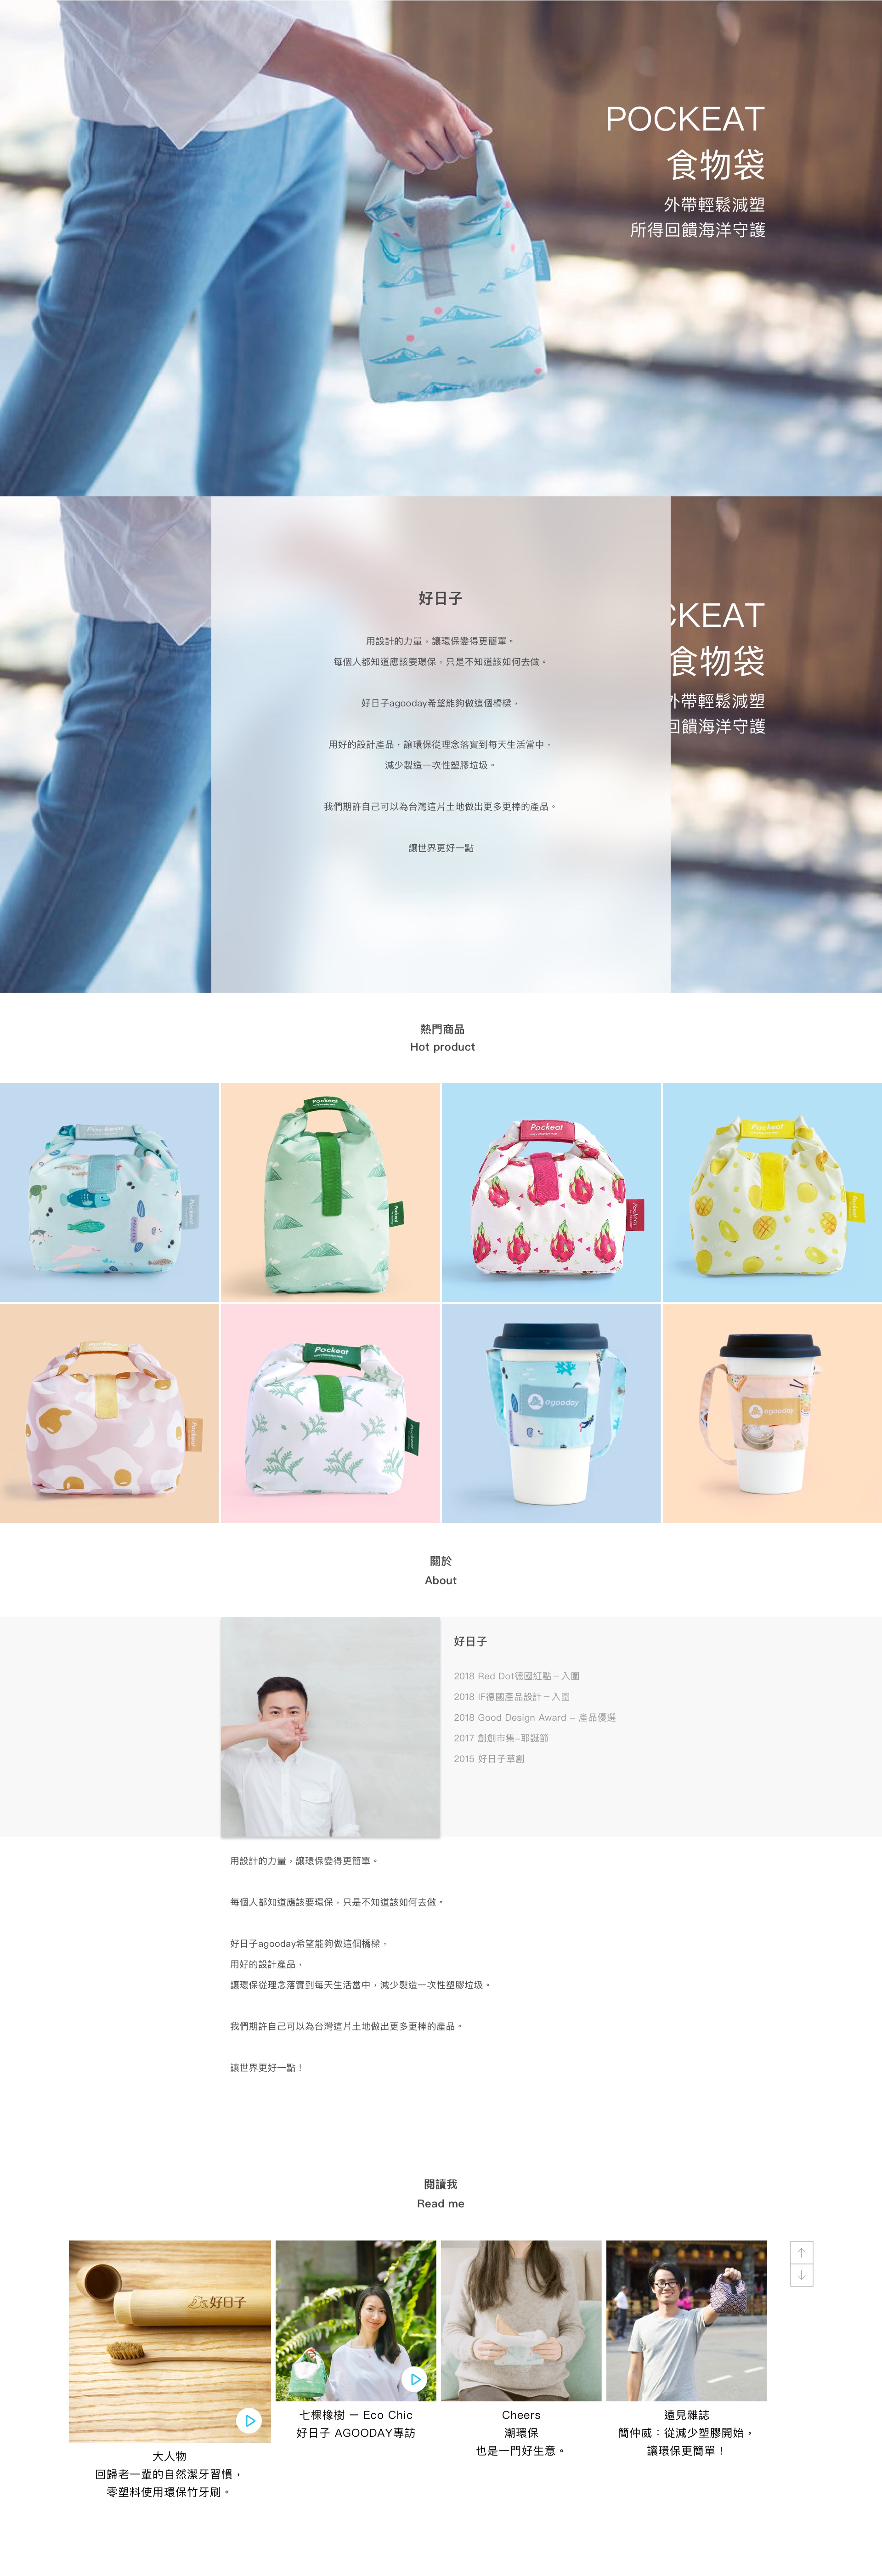 POCKEAT
食物袋
外帶輕鬆減塑
所得回饋海洋守護
好日子
用設計的力量，讓環保變得更簡單。
每個人都知道應該要環保，只是不知道該如何去做。
好日子agooday希望能夠做這個橋樑，
用好的設計產品，讓環保從理念落實到每天生活當中，
減少製造一次性塑膠垃圾。
我們期許自己可以為台灣這片土地做出更多更棒的產品。
讓世界更好一點
CKEAT
食物袋
外帶輕鬆減塑
回饋海洋守護
熱門商品
Hot product
Pockeat
Pockeat
Pockeat
Pockeat
Pockeat
Pockeat
Pockeat
Pockeat
Pockeat
Pockeat
Pockeat
Pockeat
agooday
agooday
關於
About
好日子
2018 Red Dot德國紅點－入圍
2018 IF德國產品設計－入圍
2018 Good Design Award – 產品優選
2017 創創市集–耶誕節
2015 好日子草創
用設計的力量，讓環保變得更簡單。
每個人都知道應該要環保，只是不知道該如何去做。
好日子agooday希望能夠做這個橋樑，
用好的設計產品，
讓環保從理念落實到每天生活當中，減少製造一次性塑膠垃圾。
我們期許自己可以為台灣這片土地做出更多更棒的產品。
讓世界更好一點！
閱讀我
Read me
好日子
大人物
回歸老一輩的自然潔牙習慣，
零塑料使用環保竹牙刷。
七棵橡樹 — Eco Chic
好日子 AGOODAY專訪
Cheers
潮環保
也是一門好生意。
遠見雜誌
簡仲威：從減少塑膠開始，
讓環保更簡單！